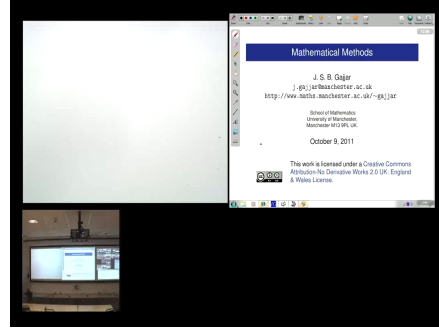 Mathematical Methods
J. S. B. Gajjar
j.gajjar@manchester.ac.uk
http://www.maths.manchester.ac.uk/~gajjar
School of Mathematics
University of Manchester,
Manchester M13 9PL UK.
October 9, 2011
This work is licensed under a Creative Commons
Attribution-No Derivative Works 2.0 UK: England
& Wales License.